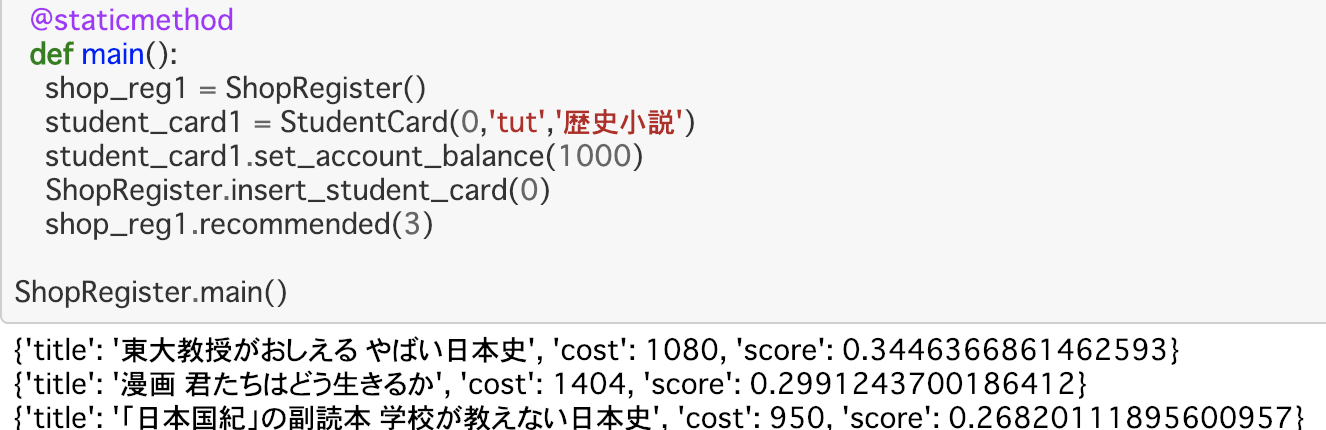 @staticmethod
def main():
shop_reg1 = ShopRegister()
student_card1 = StudentCard(0,'tut','歴史小説')
student_card1.set_account_balance(1000)
ShopRegister.insert_student_card(0)
shop_reg1.recommended(3)
ShopRegister.main()
{'title': '東大教授がおしえる やばい日本史', 'cost': 1080, 'score': 0.3446366861462593}
{'title': '漫画 君たちはどう生きるか', 'cost': 1404, 'score': 0.2991243700186412}
{'title': '「日本国紀」の副読本 学校が教えない日本史', 'cost': 950, 'score': 0.26820111895600957}